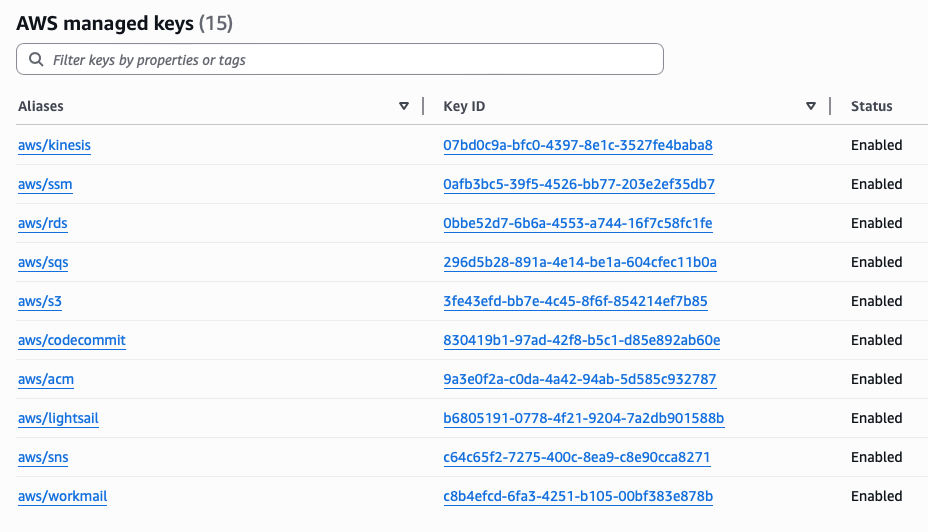 AWS managed keys (15)
Filter keys by properties or tags
Aliases Key ID Status
aws/kinesis 07bd0c9a-bfc0-4397-8e1c-3527fe4baba8 Enabled
aws/ssm 0afb3bc5-39f5-4526-bb77-203e2ef35db7 Enabled
aws/rds 0bbe52d7-6b6a-4553-a744-16f7c58fc1fe Enabled
aws/sqs 296d5b28-891a-4e14-be1a-604cfec11b0a Enabled
aws/s3 3fe43efd-bb7e-4c45-8f6f-854214ef7b85 Enabled
aws/codecommit 830419b1-97ad-42f8-b5c1-d85e892ab60e Enabled
aws/acm 9a3e0f2a-c0da-4a42-94ab-5d585c932787 Enabled
aws/lightsail b6805191-0778-4f21-9204-7a2db901588b Enabled
aws/sns c64c65f2-7275-400c-8ea9-c8e90cca8271 Enabled
aws/workmail c8b4efcd-6fa3-4251-b105-00bf383e878b Enabled